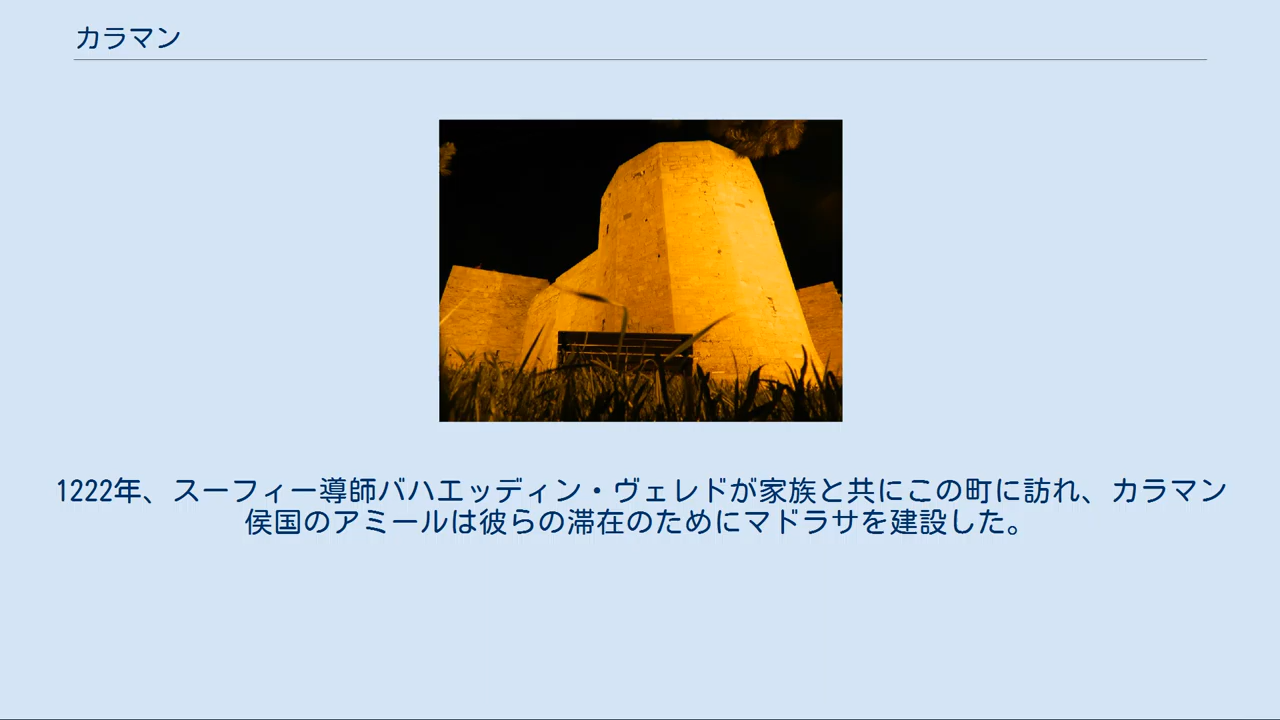 カラマン
1222年、スーフィー導師バハエッディン・ヴェレドが家族と共にこの町に訪れ、カラマン
侯国のアミールは彼らの滞在のためにマドラサを建設した。